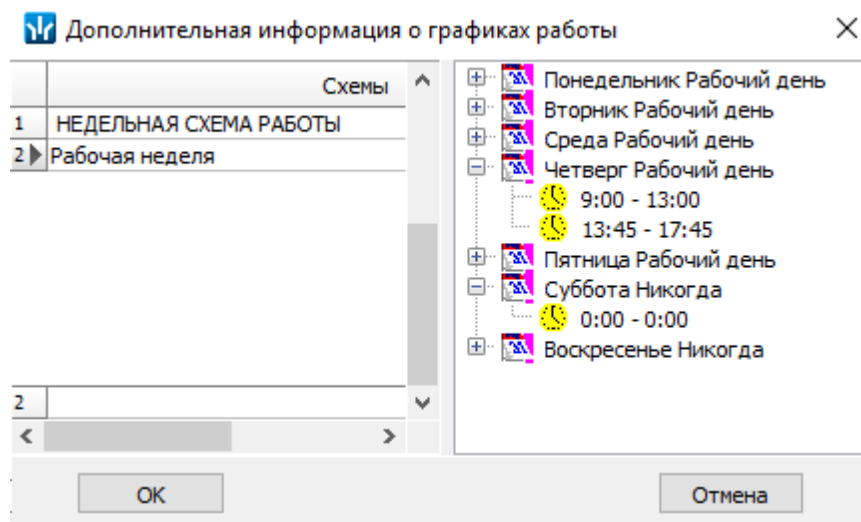 Дополнительная информация о графиках работы
Схемы
1 НЕДЕЛЬНАЯ СХЕМА РАБОТЫ
2 Рабочая неделя
2
Понедельник Рабочий день
Вторник Рабочий день
Среда Рабочий день
Четверг Рабочий день
9:00 - 13:00
13:45 - 17:45
Пятница Рабочий день
Суббота Никогда
0:00 - 0:00
Воскресенье Никогда
OK
Отмена